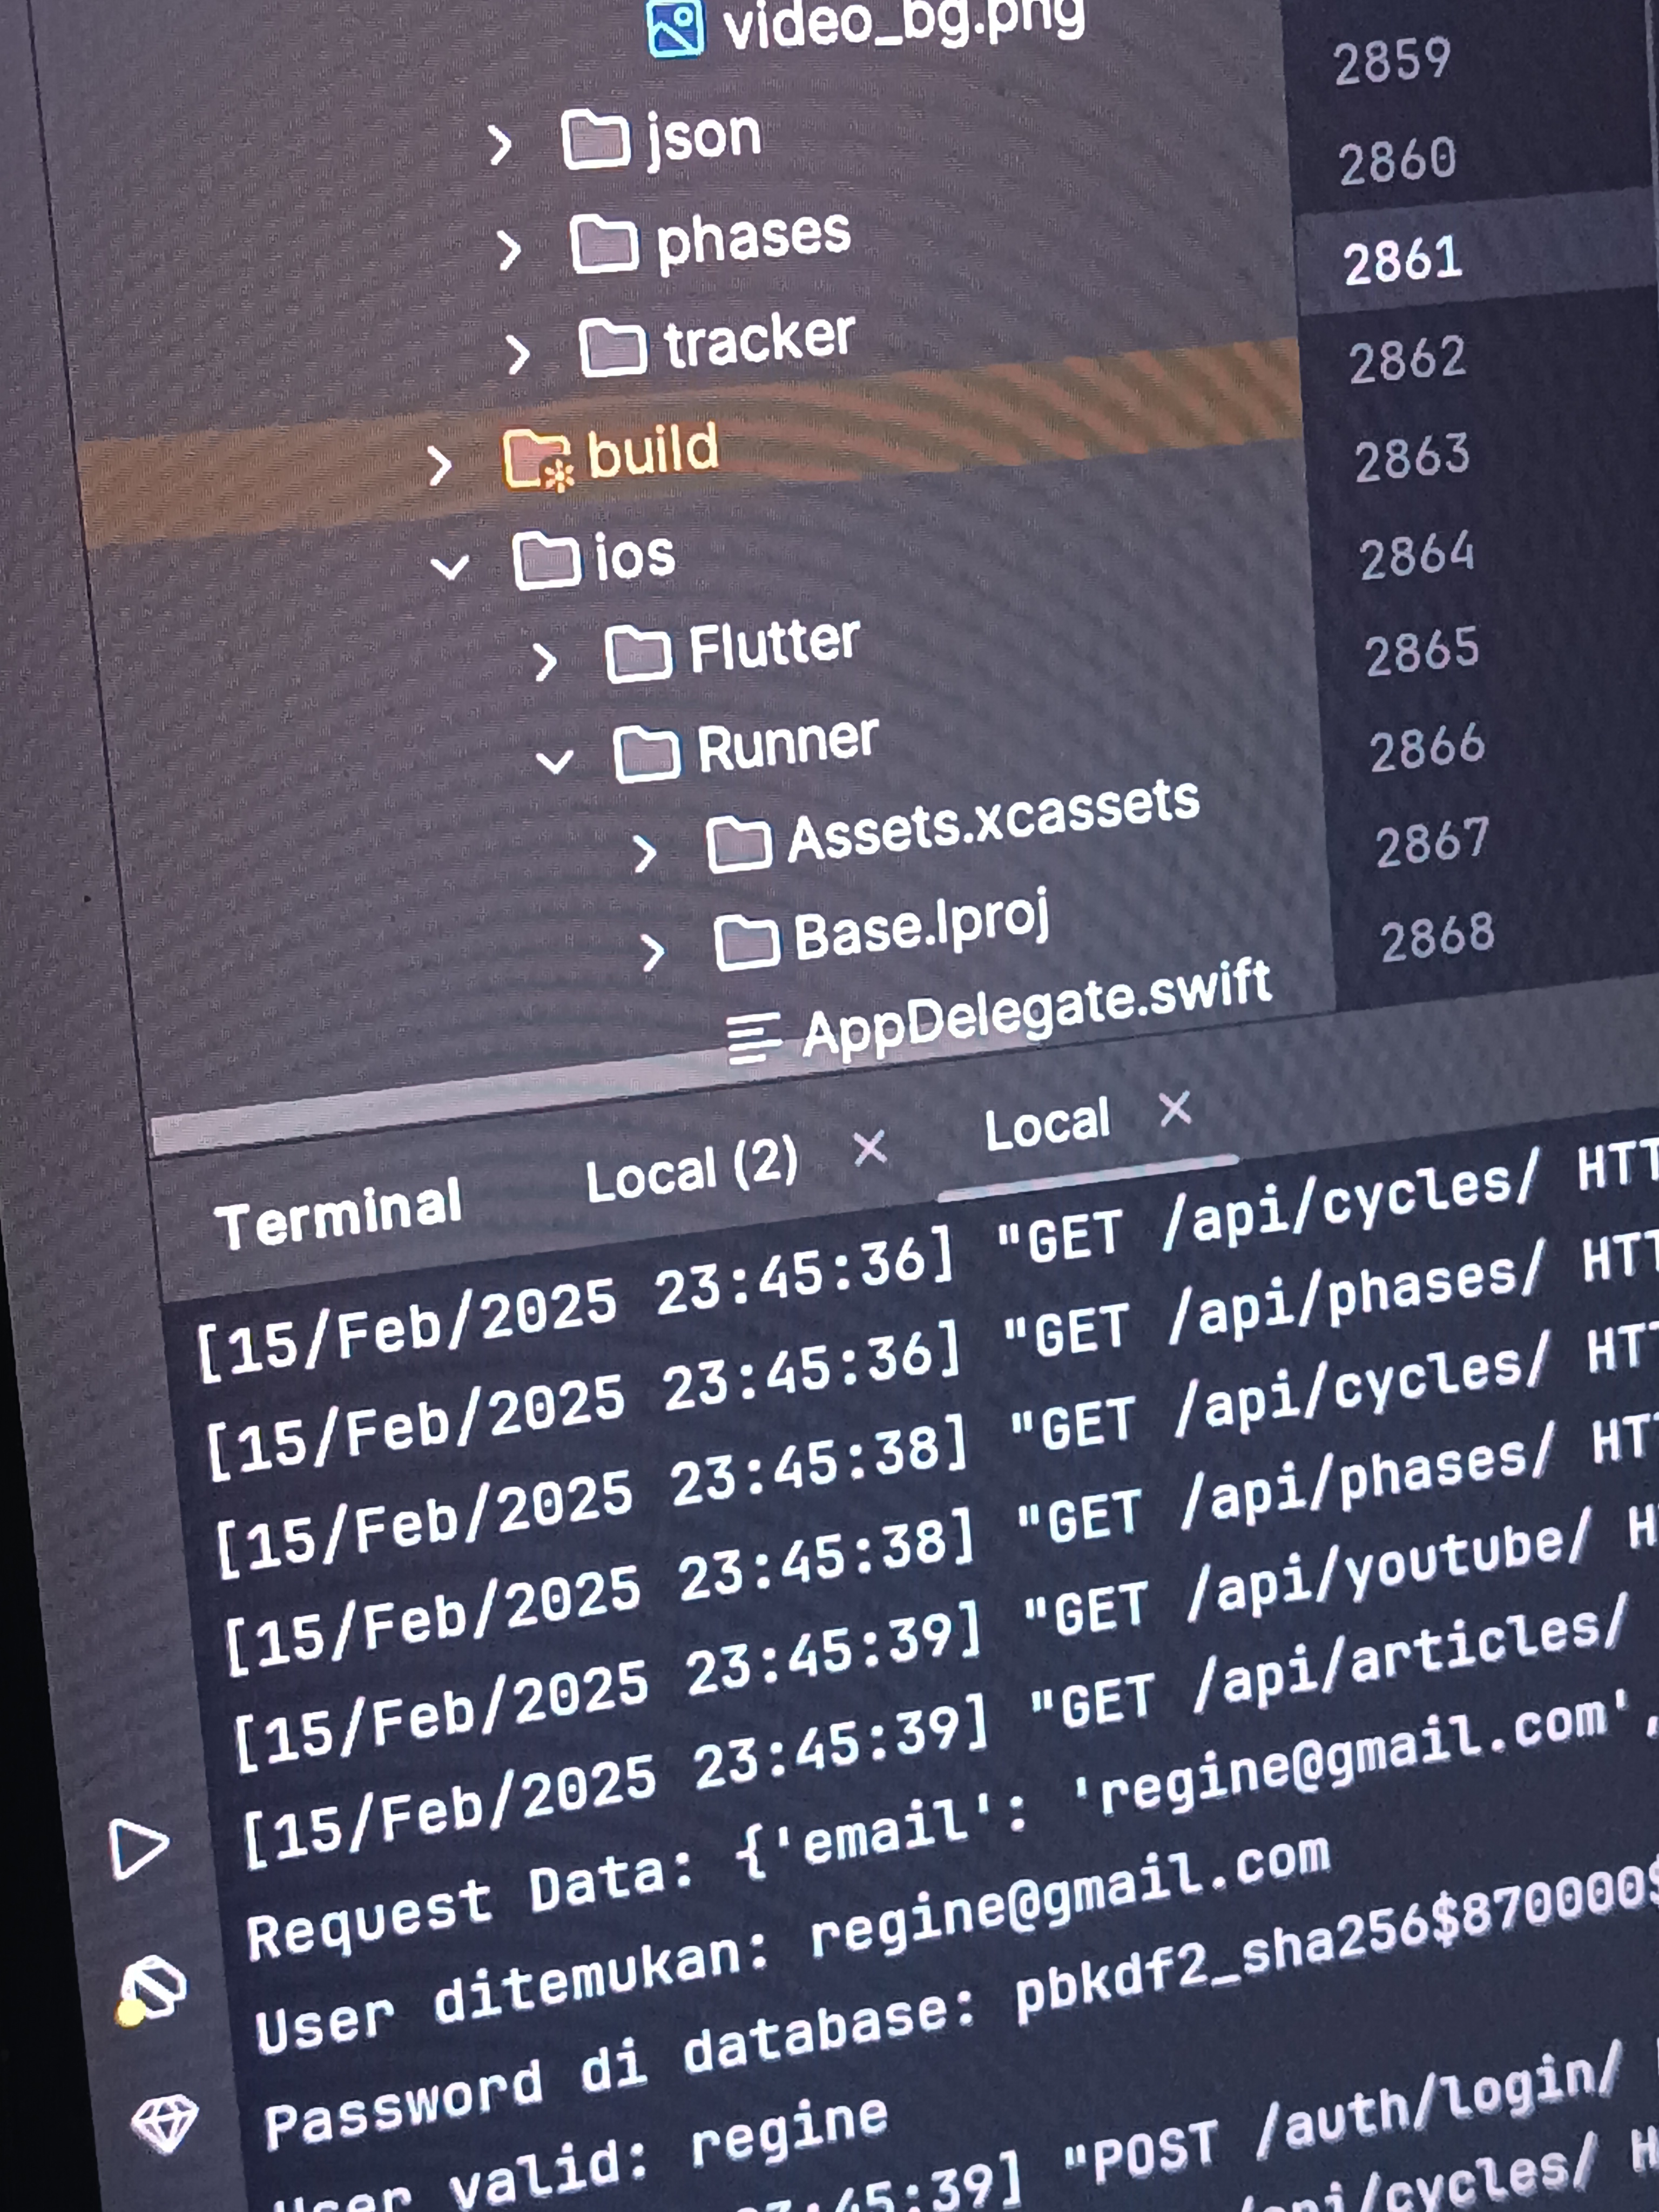 video_bg.png
json
phases
tracker
build
ios
Flutter
Runner
Assets.xcassets
Base.lproj
AppDelegate.swift
2859
2860
2861
2862
2863
2864
2865
2866
2867
2868
Terminal Local (2) Local
[15/Feb/2025 23:45:36] "GET /api/cycles/ HTT
[15/Feb/2025 23:45:36] "GET /api/phases/ HTT
[15/Feb/2025 23:45:38] "GET /api/cycles/ HT
[15/Feb/2025 23:45:38] "GET /api/phases/ HT
[15/Feb/2025 23:45:39] "GET /api/youtube/ H
[15/Feb/2025 23:45:39] "GET /api/articles/
Request Data: {'email': 'regine@gmail.com',
User ditemukan: regine@gmail.com
Password di database: pbkdf2_sha256$870000$
User valid: regine
:45:39] "POST /auth/login/
/api/cycles/ H